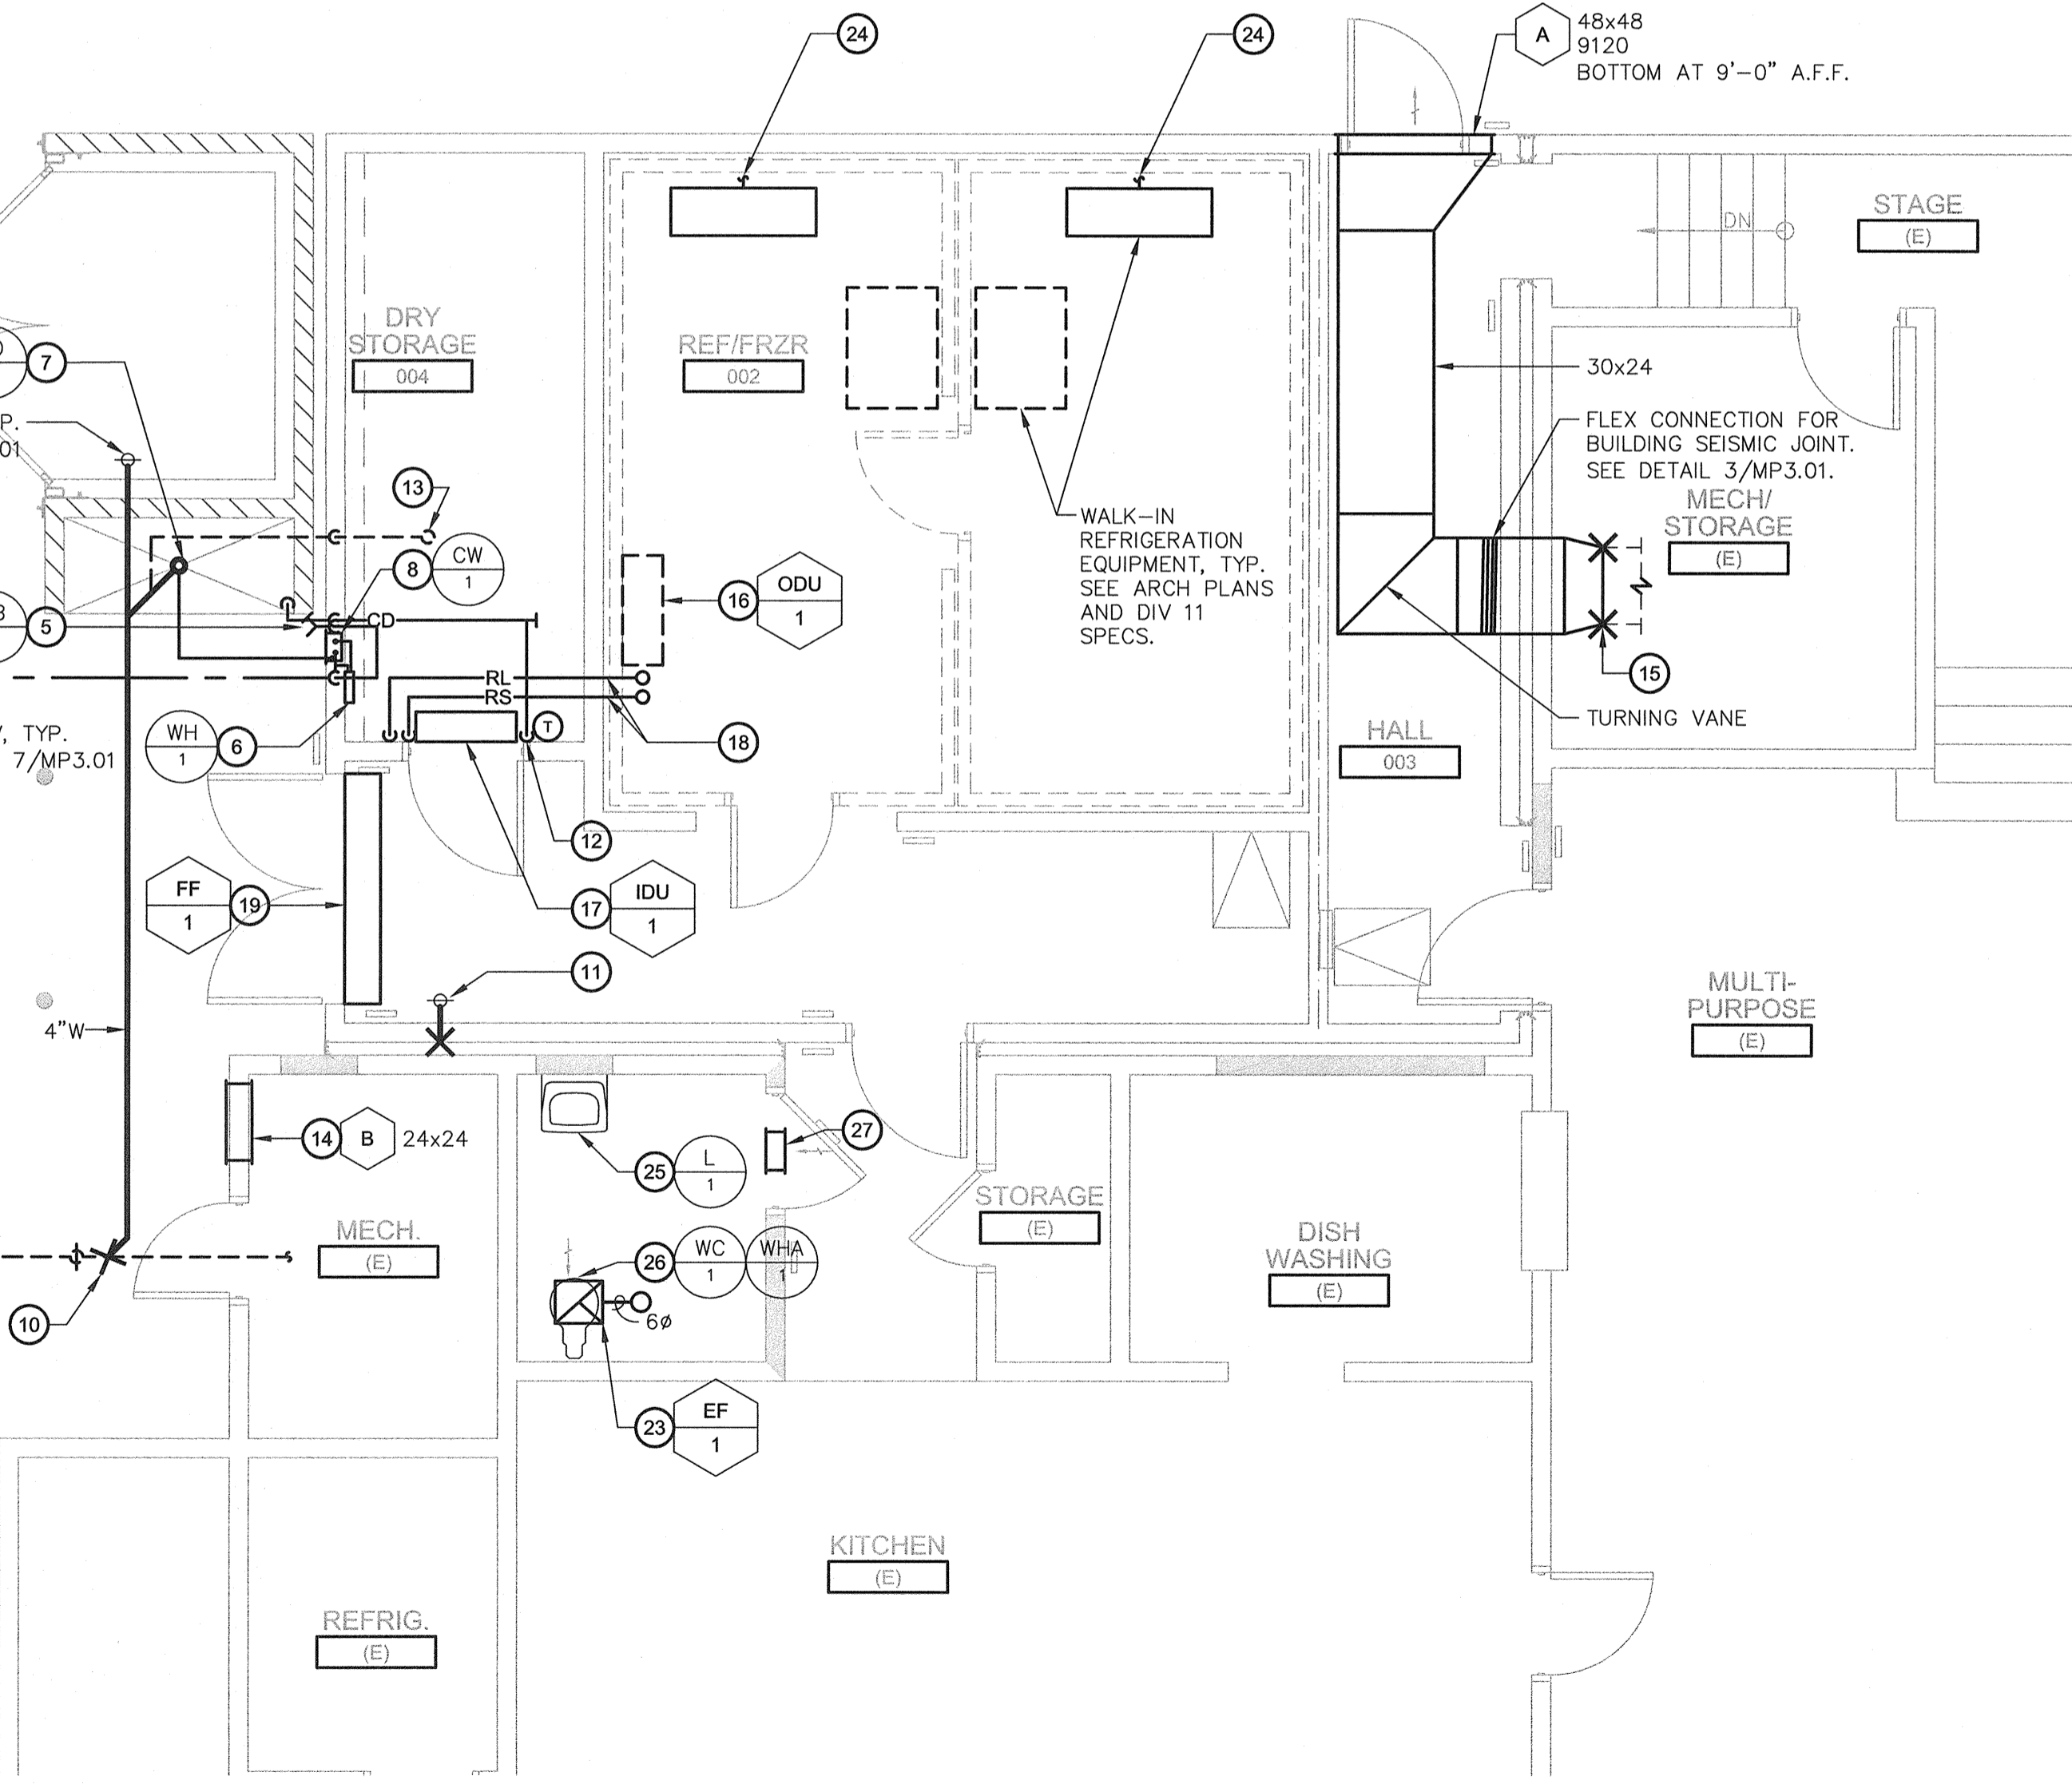 24
24
A
48x48
9120
BOTTOM AT 9'-0" A.F.F.
STAGE
(E)
DN
DRY
STORAGE
004
REF/FRZR
002
7
P.
01
30x24
FLEX CONNECTION FOR
BUILDING SEISMIC JOINT.
SEE DETAIL 3/MP3.01.
MECH/
STORAGE
(E)
13
8
CW
1
WALK-IN
REFRIGERATION
EQUIPMENT, TYP.
SEE ARCH PLANS
AND DIV 11
SPECS.
16
ODU
1
5
CD
15
RL
RS
T
18
WH
1
6
TYP.
7/MP3.01
TURNING VANE
HALL
003
12
FF
1
19
17
IDU
1
11
MULTI-
PURPOSE
(E)
4"W
14
B
24x24
27
25
L
1
STORAGE
(E)
MECH.
(E)
DISH
WASHING
(E)
26
WC
1
WHA
1
6ø
10
23
EF
1
KITCHEN
(E)
REFRIG.
(E)